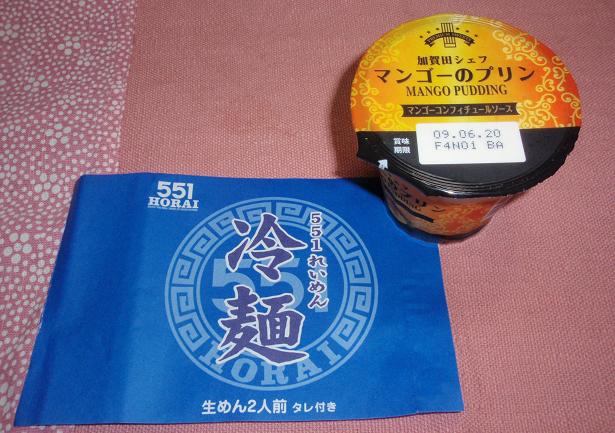 加賀田シェフ
マンゴーのプリン
MANGO PUDDING
マンゴーコンフィチュールソース
賞味
期限
09.06.20
F4N01 BA
551
HORAI
551れいめん
冷麺
551
HORAI
生めん2人前 タレ付き